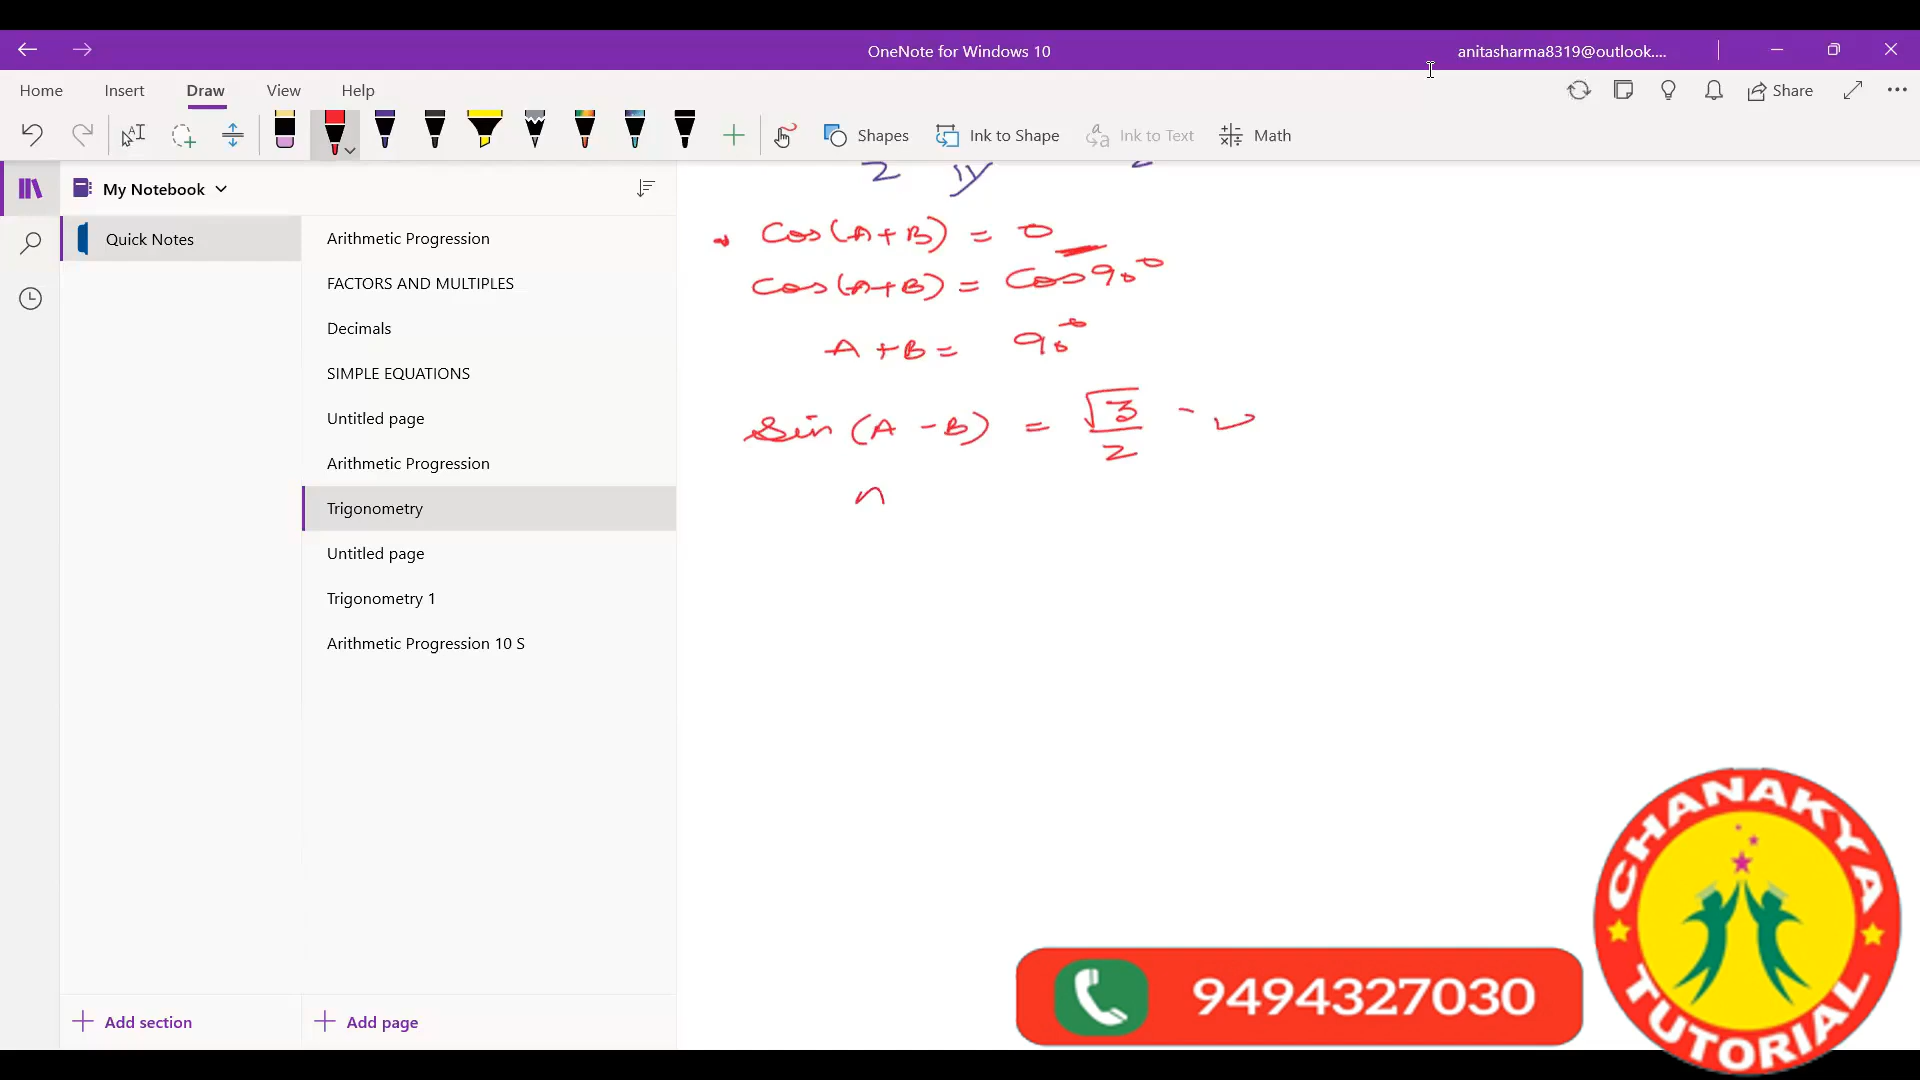 OneNote for Windows 10
anitasharma8319@outlook....
Home Insert Draw View Help
Share
Shapes Ink to Shape Ink to Text Math
My Notebook
Quick Notes
Arithmetic Progression
FACTORS AND MULTIPLES
Decimals
SIMPLE EQUATIONS
Untitled page
Arithmetic Progression
Trigonometry
Untitled page
Trigonometry 1
Arithmetic Progression 10 S
Add section
Add page
Cos(A+B) = 0
Cos(A+B) = Cos90°
A+B= 90°
Sin(A-B) = √3/2
9494327030
CHANAKYA
TUTORIAL